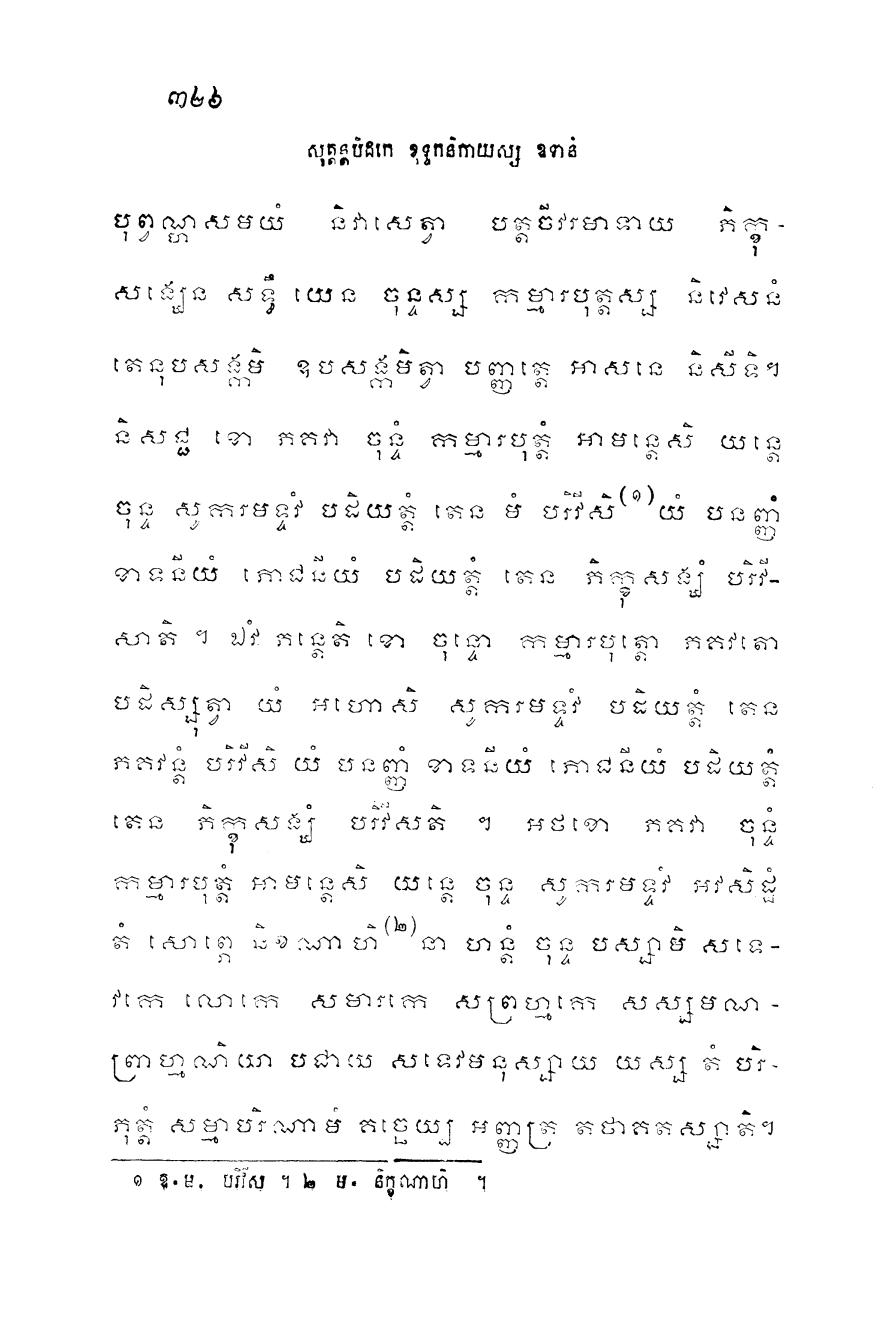 ៣២៦
សុត្តន្តបិដកេ ខុទ្ទកនិកាយស្ស ឧទានំ
បុព្វណ្ហសមយំ និវាសេត្វា បត្តចីវរមាទាយ ភិក្ខុ-
សង្ឃេន សទ្ធឹ យេន ចុន្ទស្ស កម្មារបុត្តស្ស និវេសនំ
តេនុបសង្កមិ ឧបសង្កមិត្វា បញ្ញត្តេ អាសនេ និសីទិ។
និសជ្ជ ខោ ភគវា ចុន្ទំ កម្មារបុត្តំ អាមន្តេសិ យន្តេ
ចុន្ទ សូករមទ្ទវំ បដិយត្តំ តេន មំ បរិវីសិ(១)យំ បនញ្ញំ
ខាទនីយំ ភោជនីយំ បដិយត្តំ តេន ភិក្ខុសង្ឃំ បរិវី-
សាតិ ។ ឯវំ ភន្តេតិ ខោ ចុន្ទោ កម្មារបុត្តោ ភគវតោ
បដិស្សុត្វា យំ អហោសិ សូករមទ្ទវំ បដិយត្តំ តេន
ភគវន្តំ បរិវីសិ យំ បនញ្ញំ ខាទនីយំ ភោជនីយំ បដិយត្តំ
តេន ភិក្ខុសង្ឃំ បរិវីសតិ ។ អថខោ ភគវា ចុន្ទំ
កម្មារបុត្តំ អាមន្តេសិ យន្តេ ចុន្ទ សូករមទ្ទវំ អវសិដ្ឋំ
តំ សោព្ភេ និខណាហិ(២)នា ហន្តំ ចុន្ទ បស្សាមិ សទេ-
វកេ លោកេ សមារកេ សព្រហ្មកេ សស្សមណ-
ព្រាហ្មណិយា បជាយ សទេវមនុស្សាយ យស្ស តំ បរិ-
ភុត្តំ សម្មាបរិណាមំ គច្ឆេយ្យ អញ្ញត្រ តថាគតស្សាតិ។
១ ឱ.ម. បរិវិស ។ ២ ម. និក្ខណាហិ ។